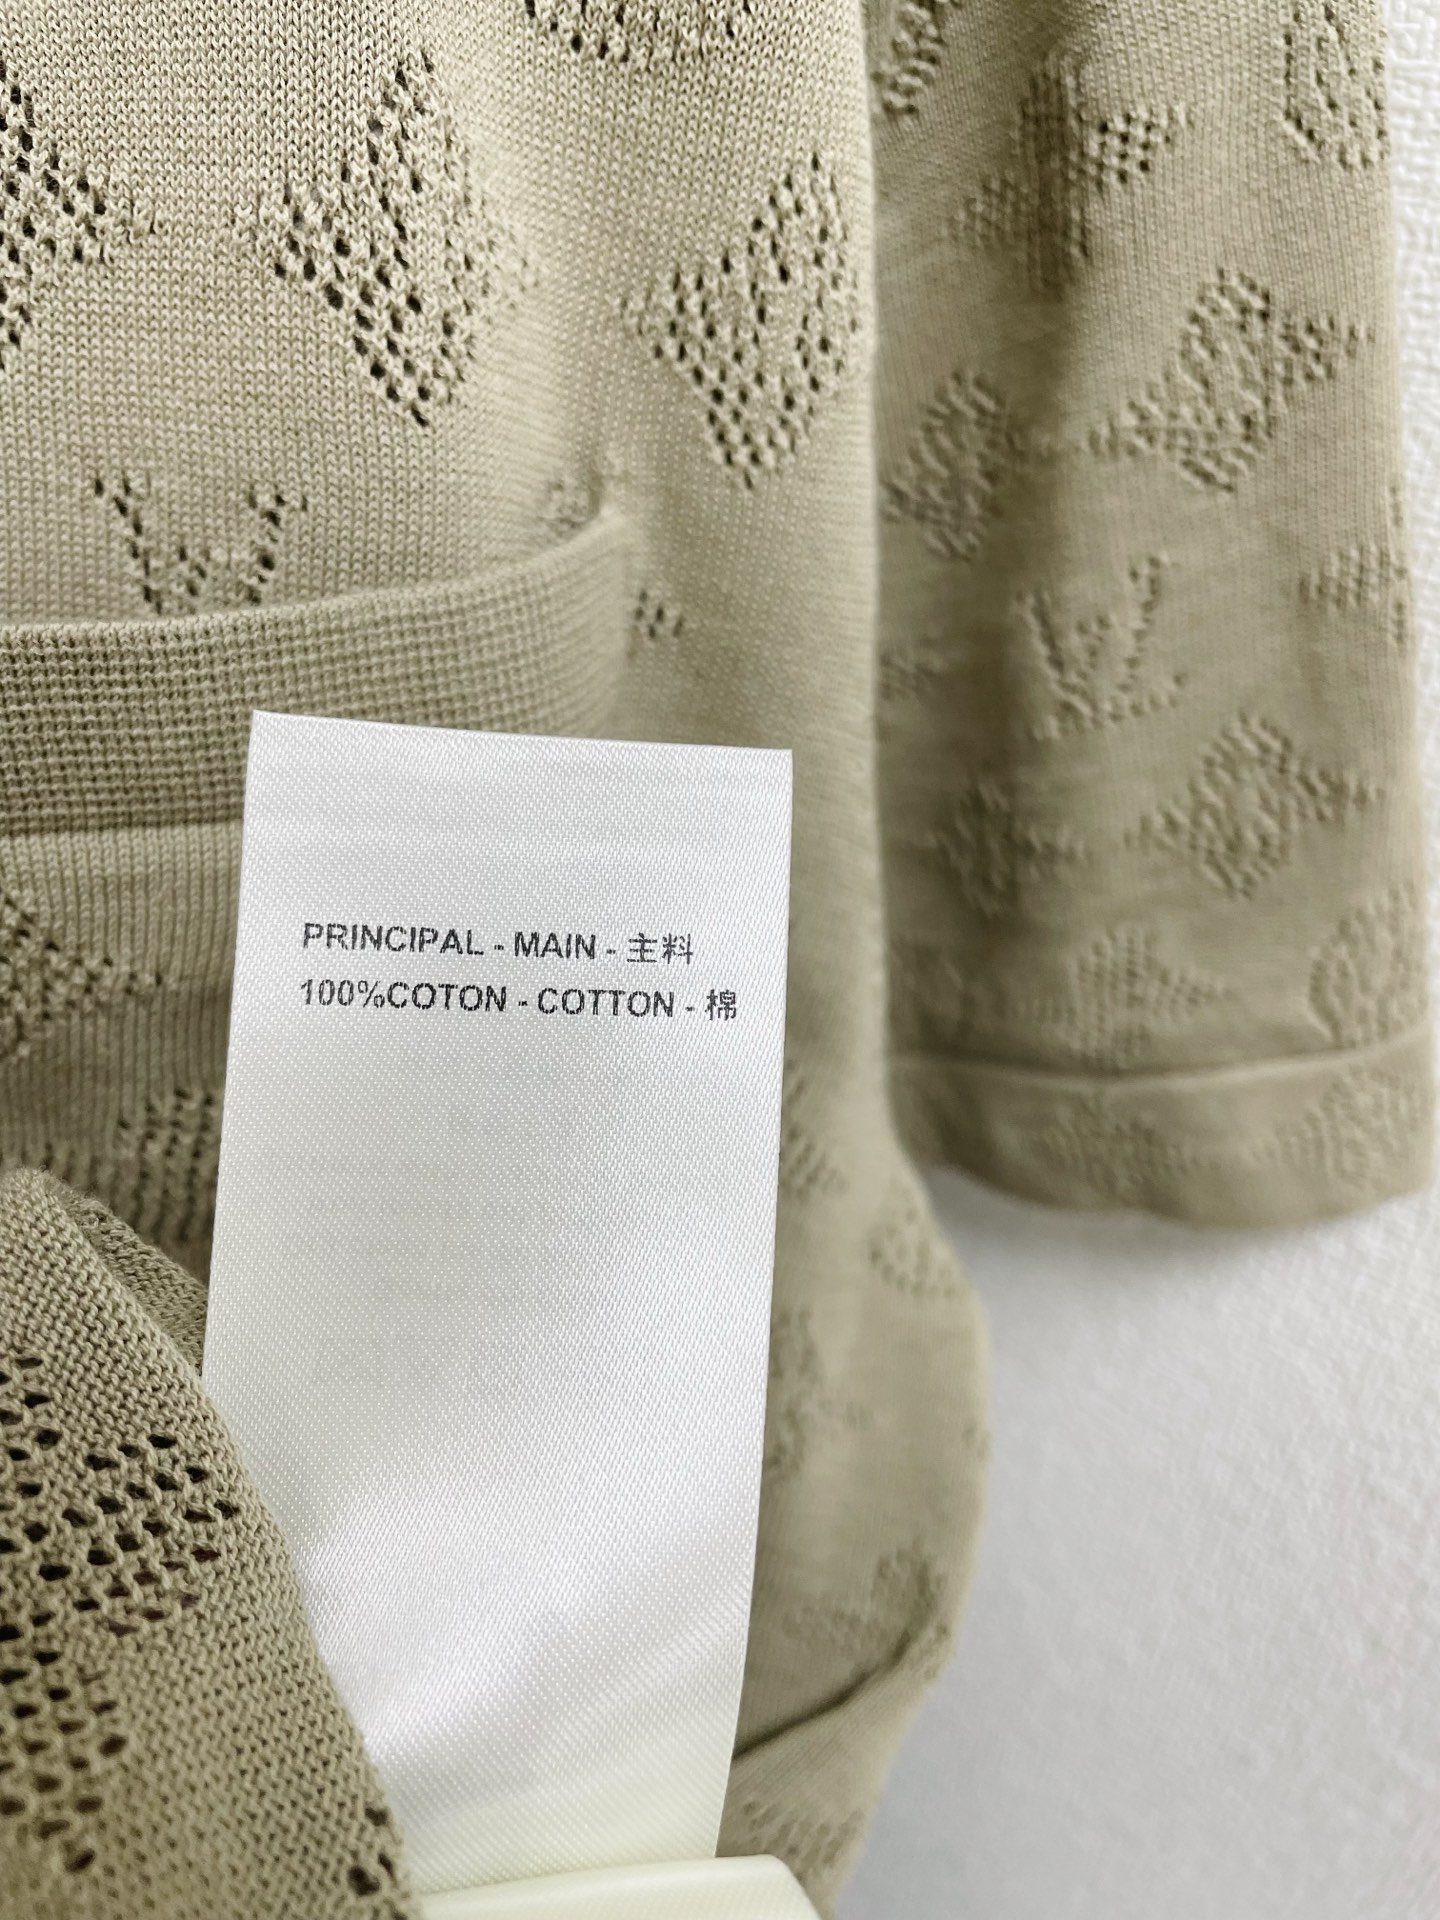 PRINCIPAL - MAIN - 主料
100%COTON - COTTON - 棉